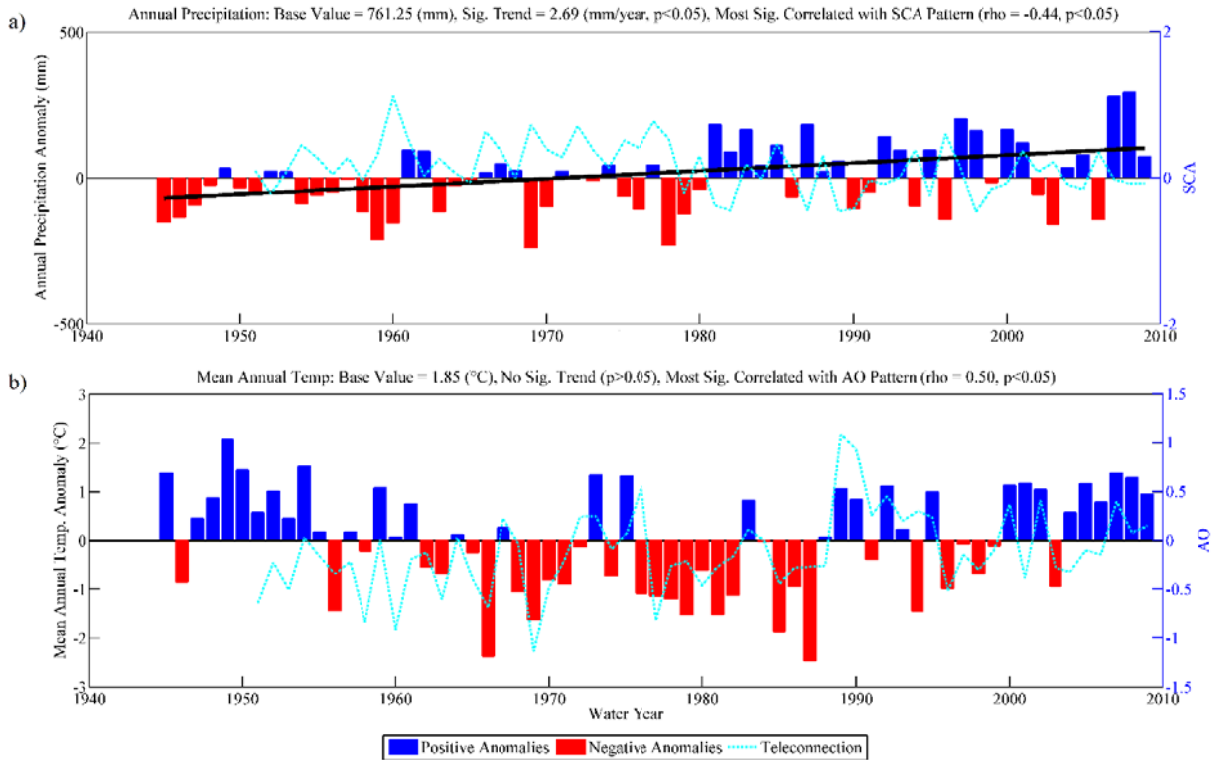 Annual Precipitation: Base Value = 761.25 (mm), Sig. Trend = 2.69 (mm/year, p<0.05), Most Sig. Correlated with SCA Pattern (rho = -0.44, p<0.05)
a)
500
0
-500
Annual Precipitation Anomaly (mm)
2
0
-2
SCA
1940 1950 1960 1970 1980 1990 2000 2010
Mean Annual Temp: Base Value = 1.85 (°C), No Sig. Trend (p>0.05), Most Sig. Correlated with AO Pattern (rho = 0.50, p<0.05)
b)
3
2
1
0
-1
-2
-3
Mean Annual Temp. Anomaly (°C)
1.5
1
0.5
0
-0.5
-1
-1.5
AO
1940 1950 1960 1970 1980 1990 2000 2010
Water Year
Positive Anomalies Negative Anomalies Teleconnection